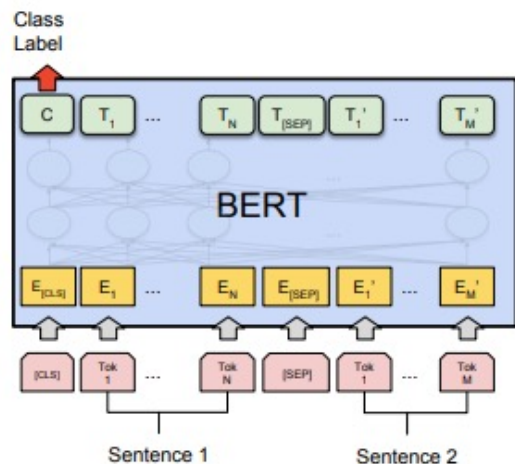 Class
Label
C T1 ... TN T[SEP] T1' ... TM'
...
BERT
...
E[CLS] E1 ... EN E[SEP] E1' ... EM'
[CLS] Tok 1 ... Tok N [SEP] Tok 1 ... Tok M
Sentence 1 Sentence 2